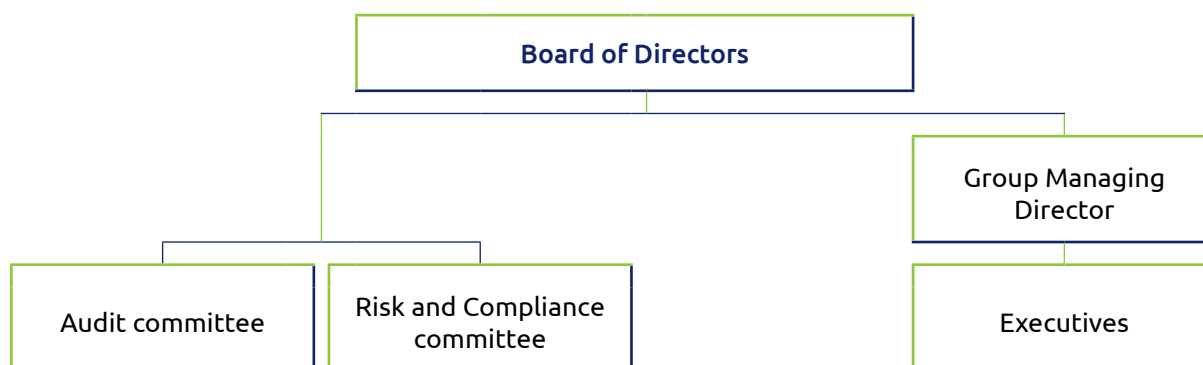 Board of Directors
Group Managing
Director
Audit committee
Risk and Compliance
committee
Executives